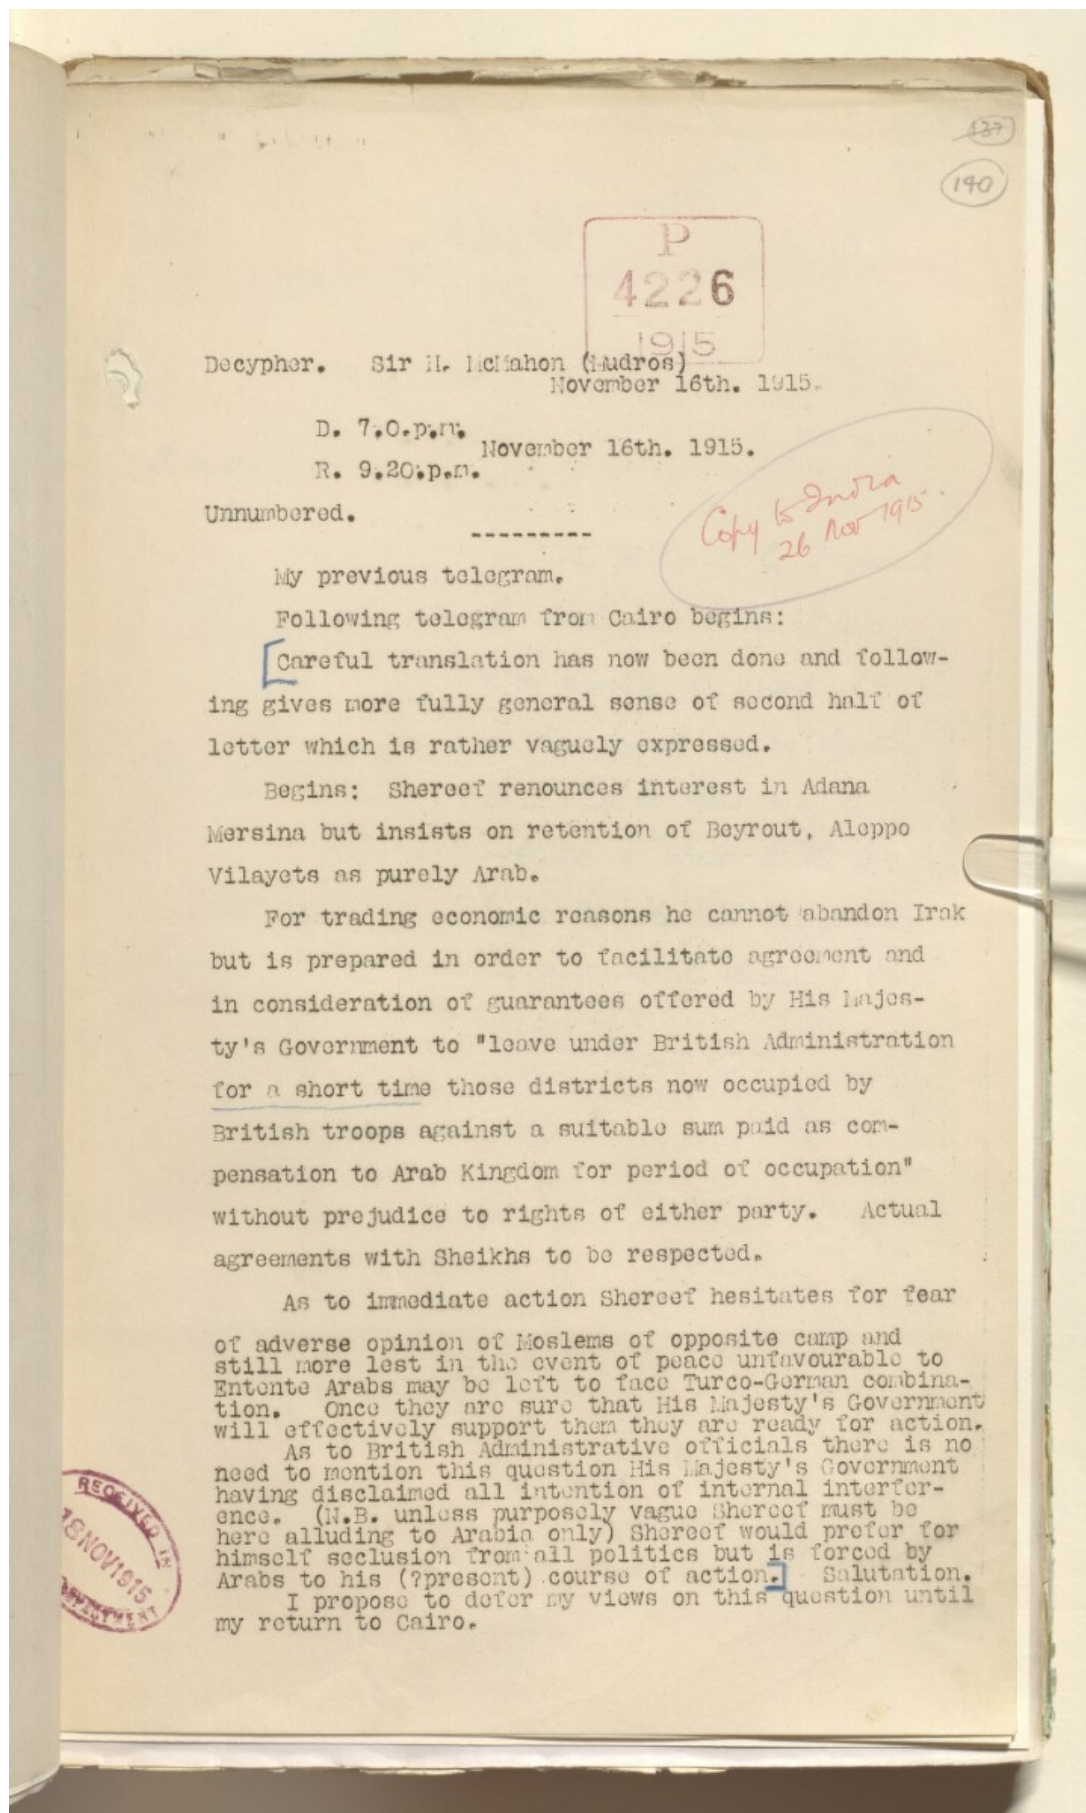 137
190
P
4226
1915
Decypher. Sir H. McMahon (Mudros)
November 16th. 1915.
D. 7.0.p.m.
November 16th. 1915.
R. 9.20.p.m.
Unnumbered.
---------
Copy to India
26 Nov 1915.
My previous telegram.
Following telegram from Cairo begins:
[Careful translation has now been done and follow-
ing gives more fully general sense of second half of
letter which is rather vaguely expressed.
Begins: Shereef renounces interest in Adana
Mersina but insists on retention of Beyrout, Aleppo
Vilayets as purely Arab.
For trading economic reasons he cannot abandon Irak
but is prepared in order to facilitate agreement and
in consideration of guarantees offered by His Majes-
ty's Government to "leave under British Administration
for a short time those districts now occupied by
British troops against a suitable sum paid as com-
pensation to Arab Kingdom for period of occupation"
without prejudice to rights of either party. Actual
agreements with Sheikhs to be respected.
As to immediate action Shereef hesitates for fear
of adverse opinion of Moslems of opposite camp and
still more lest in the event of peace unfavourable to
Entente Arabs may be left to face Turco-German combina-
tion. Once they are sure that His Majesty's Government
will effectively support them they are ready for action.
As to British Administrative officials there is no
need to mention this question His Majesty's Government
having disclaimed all intention of internal interfer-
ence. (N.B. unless purposely vague Shereef must be
here alluding to Arabia only) Shereef would prefer for
himself seclusion from all politics but is forced by
Arabs to his (?present) course of action.] Salutation.
I propose to defer my views on this question until
my return to Cairo.
RECEIVED IN
18 NOV 1915
DEPARTMENT